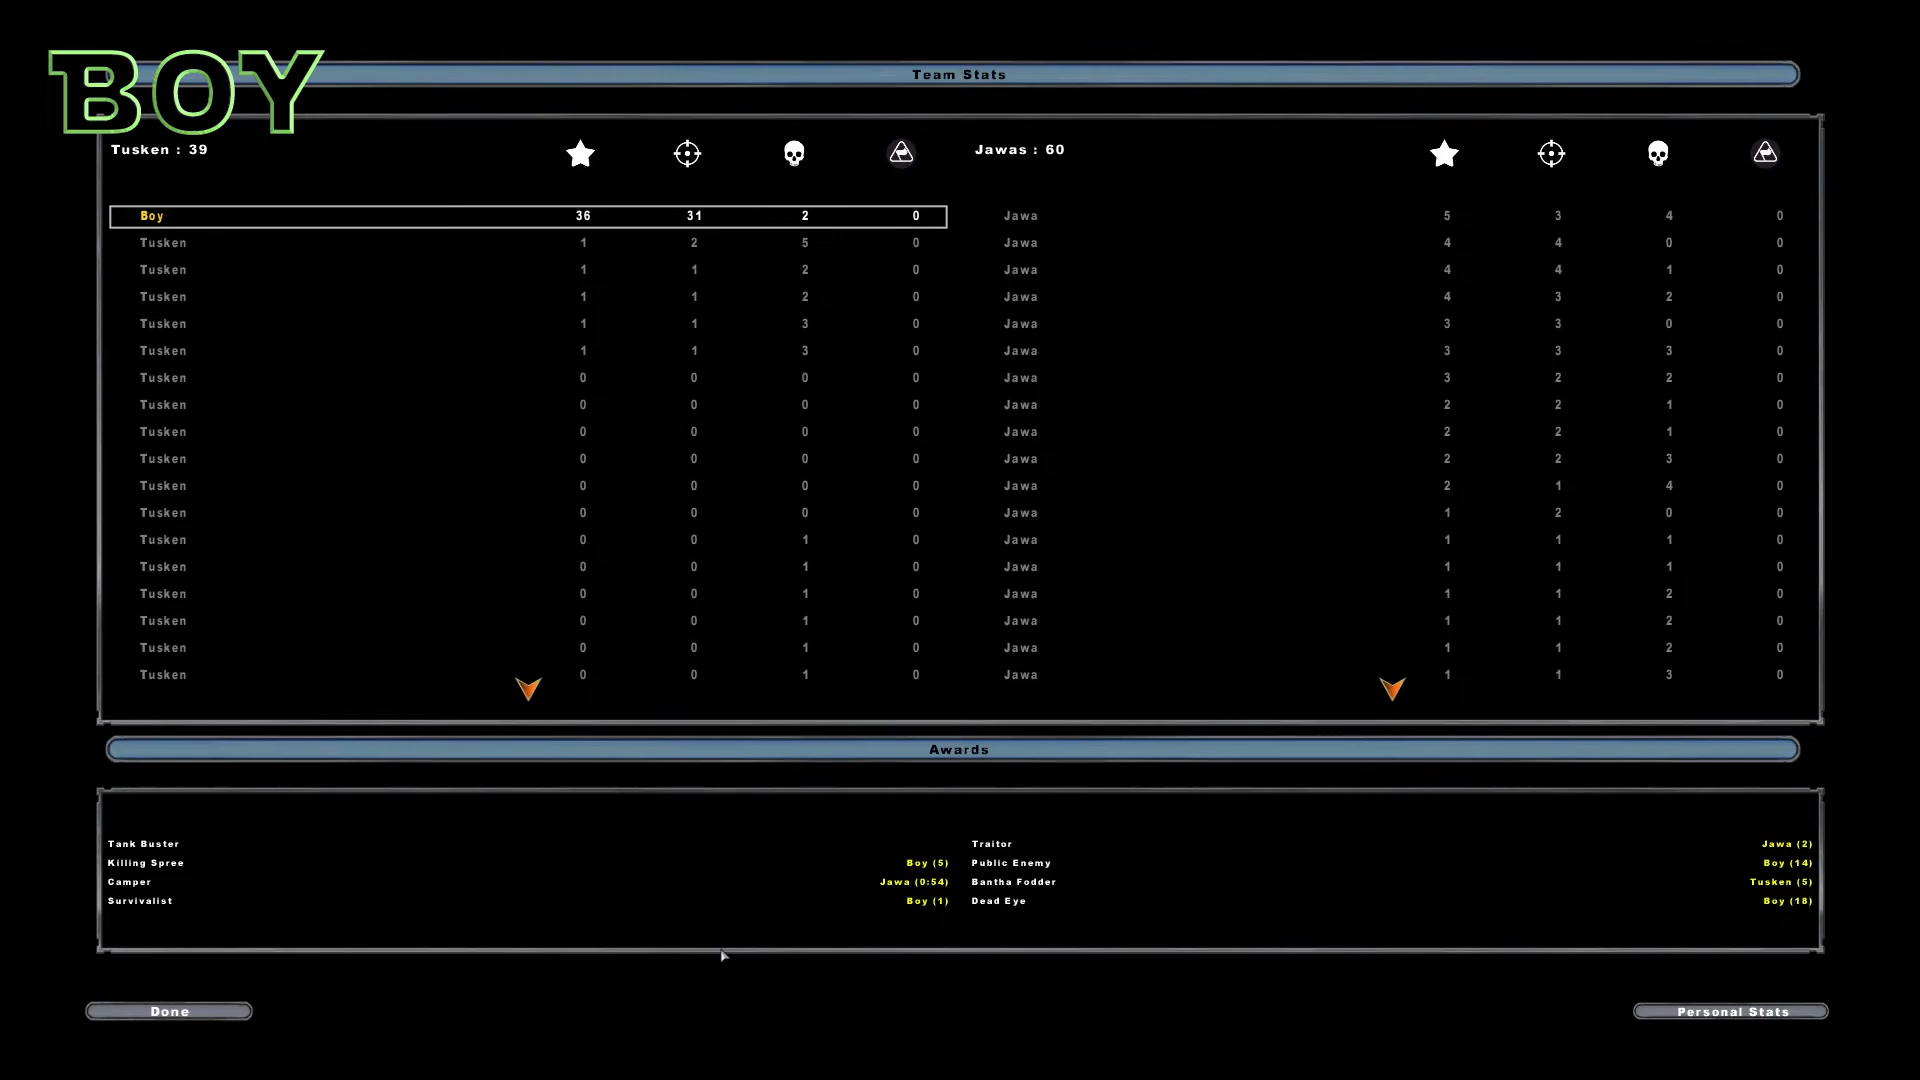 BOY
Team Stats
Tusken : 39 Jawas : 60
Boy 36 31 2 0 Jawa 5 3 4 0
Tusken 1 2 5 0 Jawa 4 4 0 0
Tusken 1 1 2 0 Jawa 4 4 1 0
Tusken 1 1 2 0 Jawa 4 3 2 0
Tusken 1 1 3 0 Jawa 3 3 0 0
Tusken 1 1 3 0 Jawa 3 3 3 0
Tusken 0 0 0 0 Jawa 3 2 2 0
Tusken 0 0 0 0 Jawa 2 2 1 0
Tusken 0 0 0 0 Jawa 2 2 1 0
Tusken 0 0 0 0 Jawa 2 2 3 0
Tusken 0 0 0 0 Jawa 2 1 4 0
Tusken 0 0 0 0 Jawa 1 2 0 0
Tusken 0 0 1 0 Jawa 1 1 1 0
Tusken 0 0 1 0 Jawa 1 1 1 0
Tusken 0 0 1 0 Jawa 1 1 2 0
Tusken 0 0 1 0 Jawa 1 1 2 0
Tusken 0 0 1 0 Jawa 1 1 2 0
Tusken 0 0 1 0 Jawa 1 1 3 0
Awards
Tank Buster Traitor Jawa (2)
Killing Spree Boy (5) Public Enemy Boy (14)
Camper Jawa (0:54) Bantha Fodder Tusken (5)
Survivalist Boy (1) Dead Eye Boy (18)
Done Personal Stats